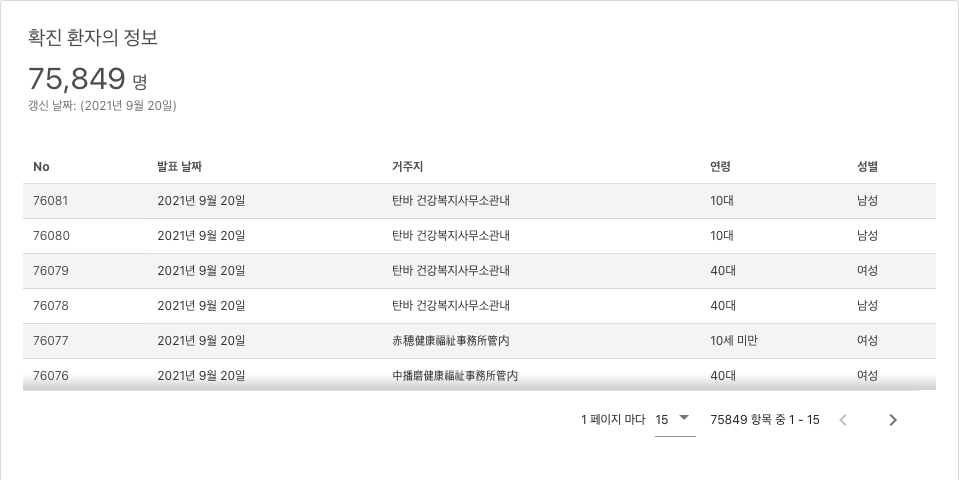 확진 환자의 정보
75,849 명
갱신 날짜: (2021년 9월 20일)
No 발표 날짜 거주지 연령 성별
76081 2021년 9월 20일 탄바 건강복지사무소관내 10대 남성
76080 2021년 9월 20일 탄바 건강복지사무소관내 10대 남성
76079 2021년 9월 20일 탄바 건강복지사무소관내 40대 여성
76078 2021년 9월 20일 탄바 건강복지사무소관내 40대 남성
76077 2021년 9월 20일 赤穂健康福祉事務所管内 10세 미만 여성
76076 2021년 9월 20일 中播磨健康福祉事務所管内 40대 여성
1 페이지 마다 15 75849 항목 중 1 - 15